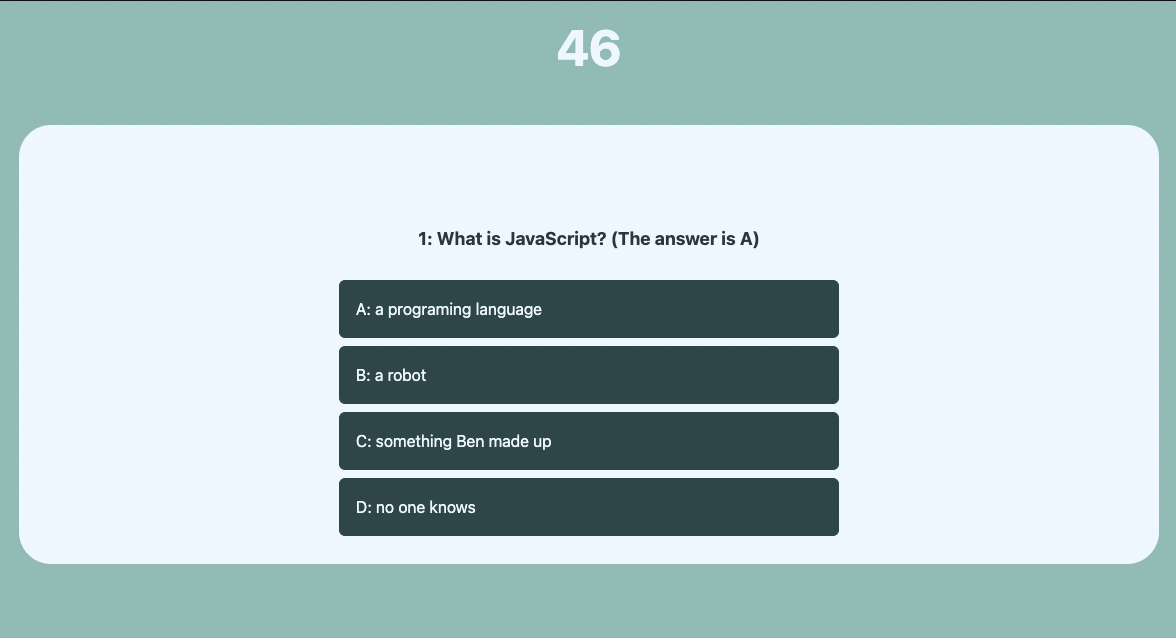 46
1: What is JavaScript? (The answer is A)
A: a programing language
B: a robot
C: something Ben made up
D: no one knows